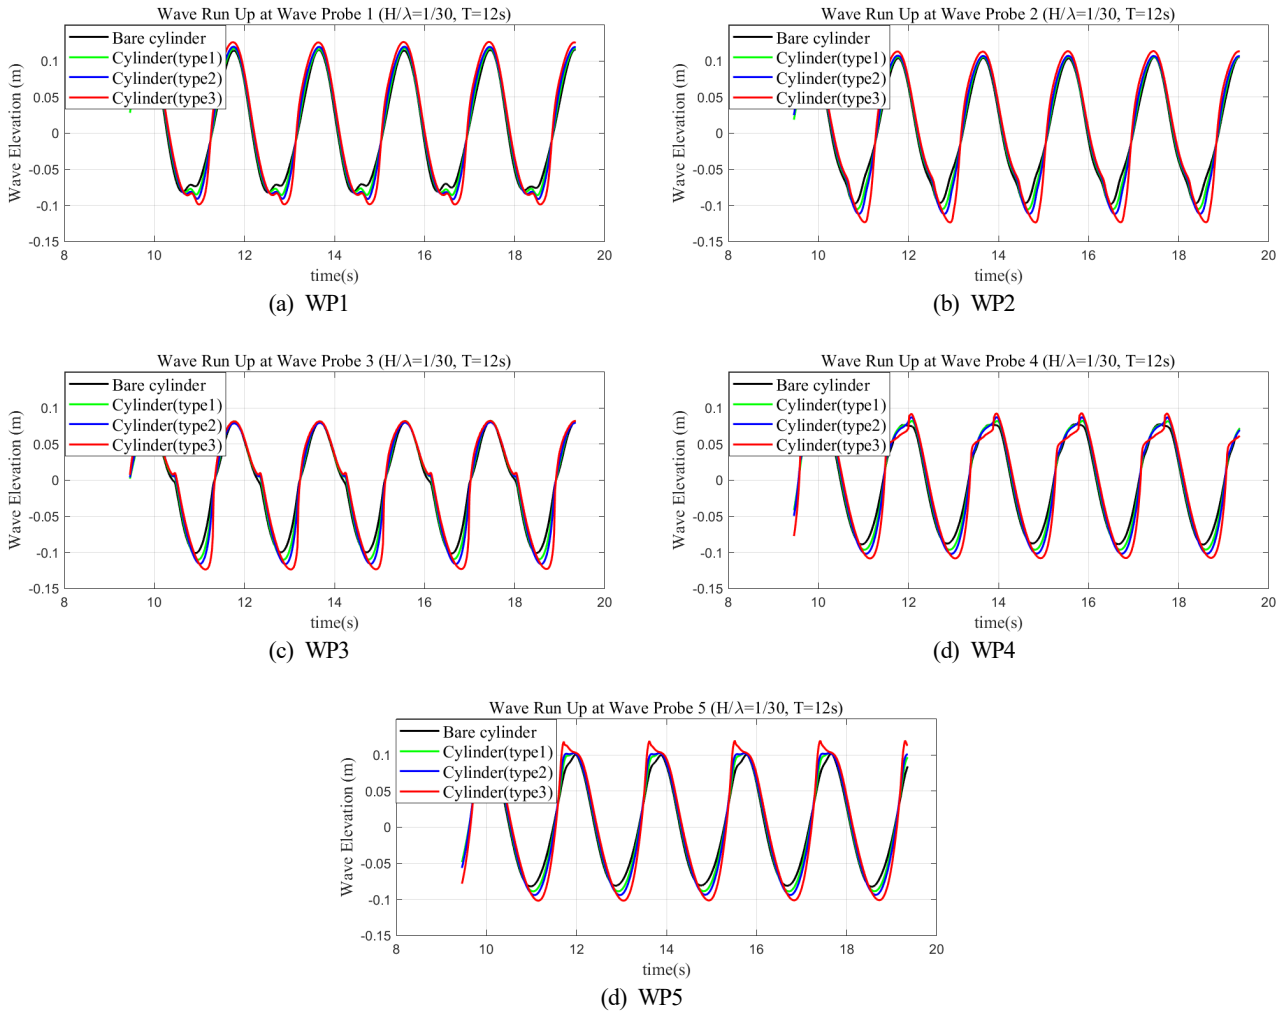 Wave Run Up at Wave Probe 1 (H/λ=1/30, T=12s)
Bare cylinder
Cylinder(type1)
Cylinder(type2)
Cylinder(type3)
Wave Elevation (m)
0.1
0.05
0
-0.05
-0.1
-0.15
8 10 12 14 16 18 20
time(s)
(a) WP1
Wave Run Up at Wave Probe 2 (H/λ=1/30, T=12s)
Bare cylinder
Cylinder(type1)
Cylinder(type2)
Cylinder(type3)
Wave Elevation (m)
0.1
0.05
0
-0.05
-0.1
-0.15
8 10 12 14 16 18 20
time(s)
(b) WP2
Wave Run Up at Wave Probe 3 (H/λ=1/30, T=12s)
Bare cylinder
Cylinder(type1)
Cylinder(type2)
Cylinder(type3)
Wave Elevation (m)
0.1
0.05
0
-0.05
-0.1
-0.15
8 10 12 14 16 18 20
time(s)
(c) WP3
Wave Run Up at Wave Probe 4 (H/λ=1/30, T=12s)
Bare cylinder
Cylinder(type1)
Cylinder(type2)
Cylinder(type3)
Wave Elevation (m)
0.1
0.05
0
-0.05
-0.1
-0.15
8 10 12 14 16 18 20
time(s)
(d) WP4
Wave Run Up at Wave Probe 5 (H/λ=1/30, T=12s)
Bare cylinder
Cylinder(type1)
Cylinder(type2)
Cylinder(type3)
Wave Elevation (m)
0.1
0.05
0
-0.05
-0.1
-0.15
8 10 12 14 16 18 20
time(s)
(d) WP5